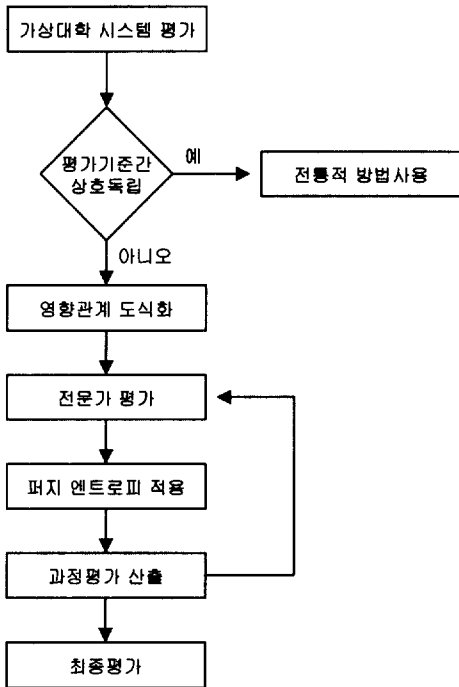 가상대학 시스템 평가
평가기준간
상호독립
예
전통적 방법사용
아니오
영향관계 도식화
전문가 평가
퍼지 엔트로피 적용
과정평가 산출
최종평가